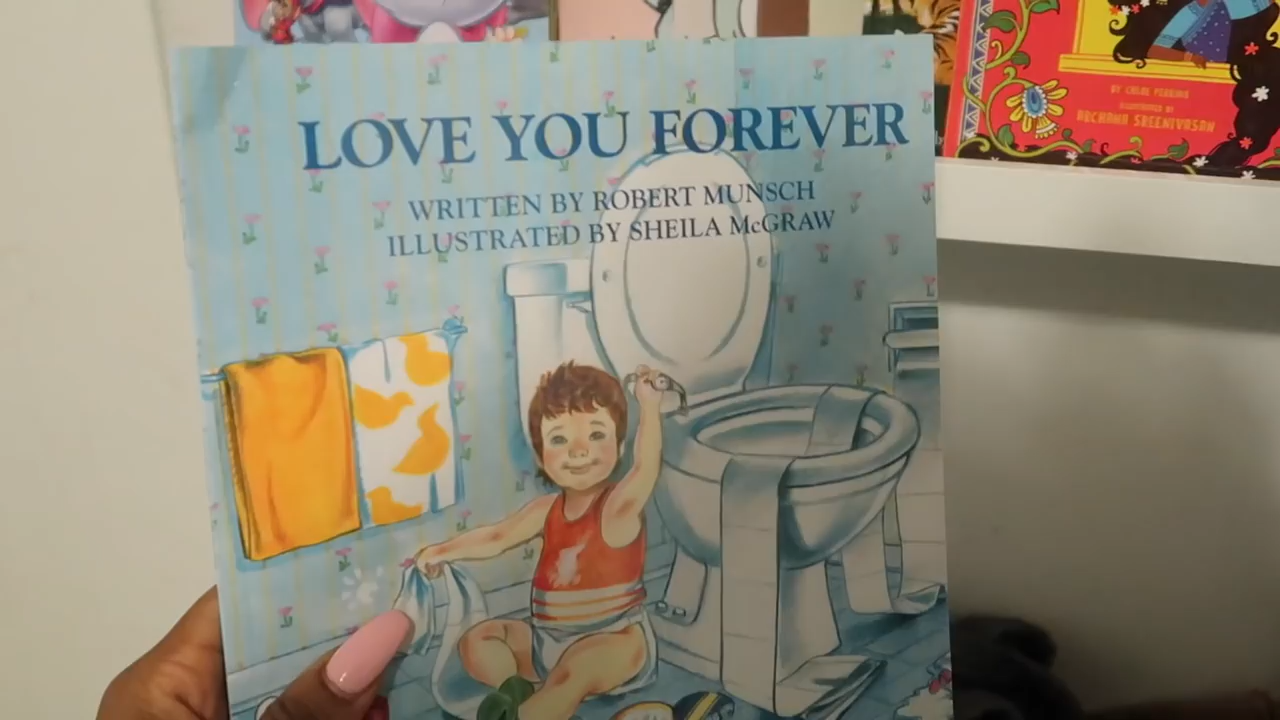 LOVE YOU FOREVER
WRITTEN BY ROBERT MUNSCH
ILLUSTRATED BY SHEILA McGRAW
BY CHLOE PERKINS
ILLUSTRATED BY
ARCHANA SREENIVASAN